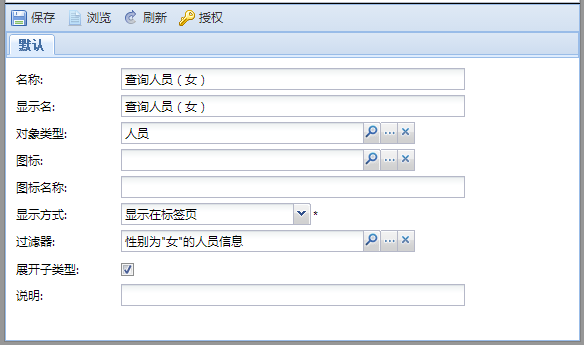 保存 浏览 刷新 授权
默认
名称: 查询人员（女）
显示名: 查询人员（女）
对象类型: 人员
图标:
图标名称:
显示方式: 显示在标签页 *
过滤器: 性别为"女"的人员信息
展开子类型:
说明: